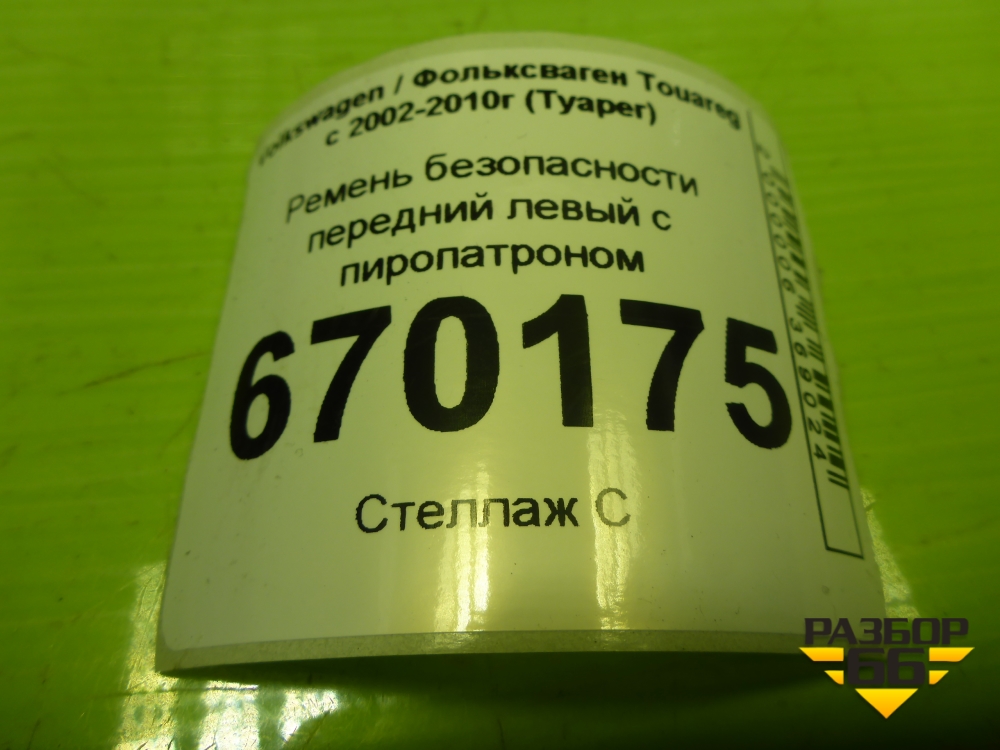 Volkswagen / Фольксваген Touareg
с 2002-2010г (Туарег)
Ремень безопасности
передний левый с
пиропатроном
670175
Стеллаж С
РАЗБОР
66